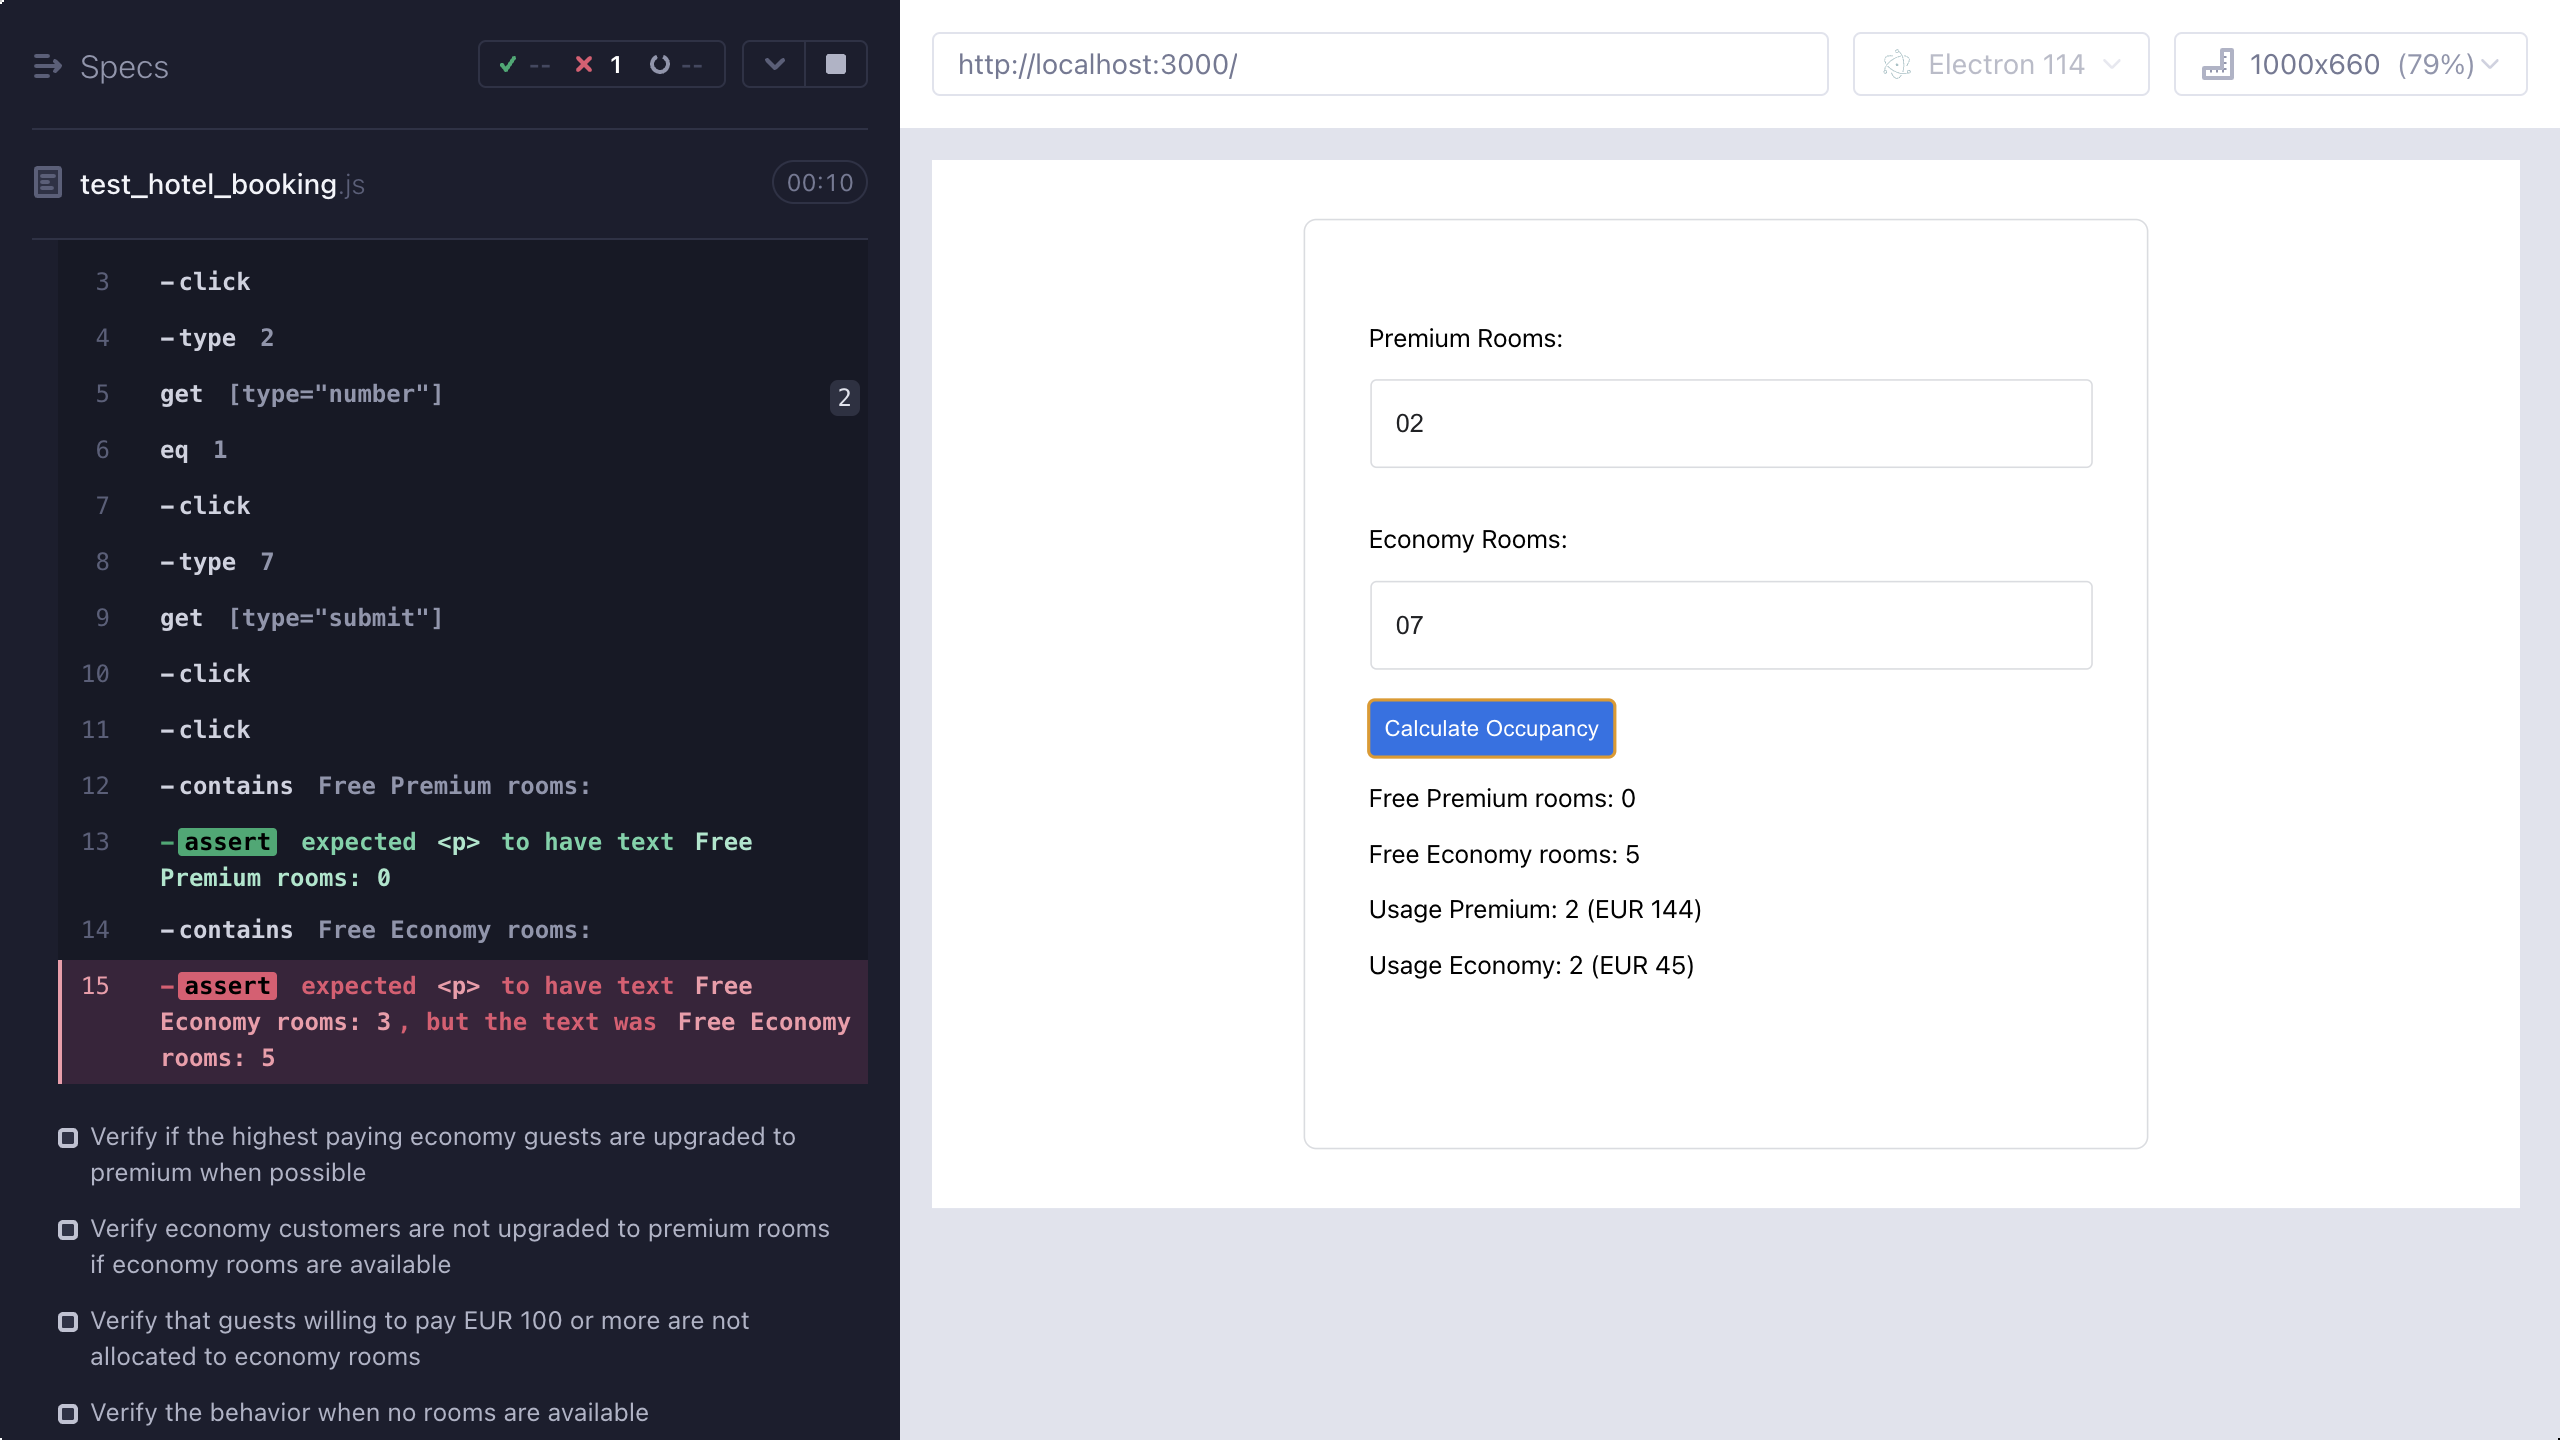 Specs
-- 1 --
test_hotel_booking.js
00:10
3 -click
4 -type 2
5 get [type="number"] 2
6 eq 1
7 -click
8 -type 7
9 get [type="submit"]
10 -click
11 -click
12 -contains Free Premium rooms:
13 -assert expected <p> to have text Free
Premium rooms: 0
14 -contains Free Economy rooms:
15 -assert expected <p> to have text Free
Economy rooms: 3, but the text was Free Economy
rooms: 5
Verify if the highest paying economy guests are upgraded to
premium when possible
Verify economy customers are not upgraded to premium rooms
if economy rooms are available
Verify that guests willing to pay EUR 100 or more are not
allocated to economy rooms
Verify the behavior when no rooms are available
http://localhost:3000/
Electron 114
1000x660 (79%)
Premium Rooms:
02
Economy Rooms:
07
Calculate Occupancy
Free Premium rooms: 0
Free Economy rooms: 5
Usage Premium: 2 (EUR 144)
Usage Economy: 2 (EUR 45)